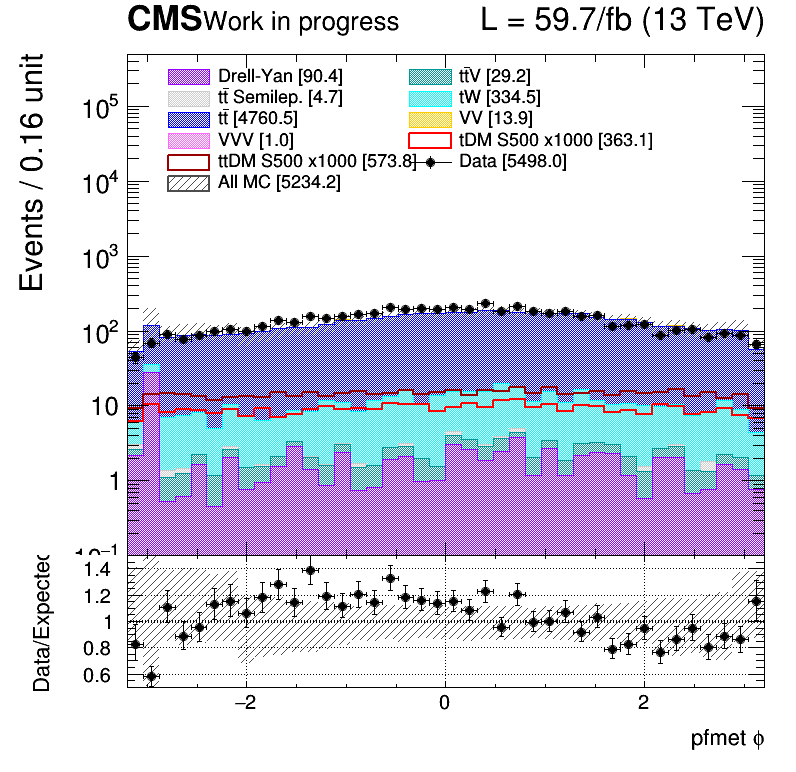 CMS Work in progress L = 59.7/fb (13 TeV)
Events / 0.16 unit
Drell-Yan [90.4] tt̄V [29.2]
tt̄ Semilep. [4.7] tW [334.5]
tt̄ [4760.5] VV [13.9]
VVV [1.0] tDM S500 x1000 [363.1]
ttDM S500 x1000 [573.8] Data [5498.0]
All MC [5234.2]
10⁵
10⁴
10³
10²
10
1
10⁻¹
Data/Expected
1.4
1.2
1
0.8
0.6
−2 0 2
pfmet ϕ